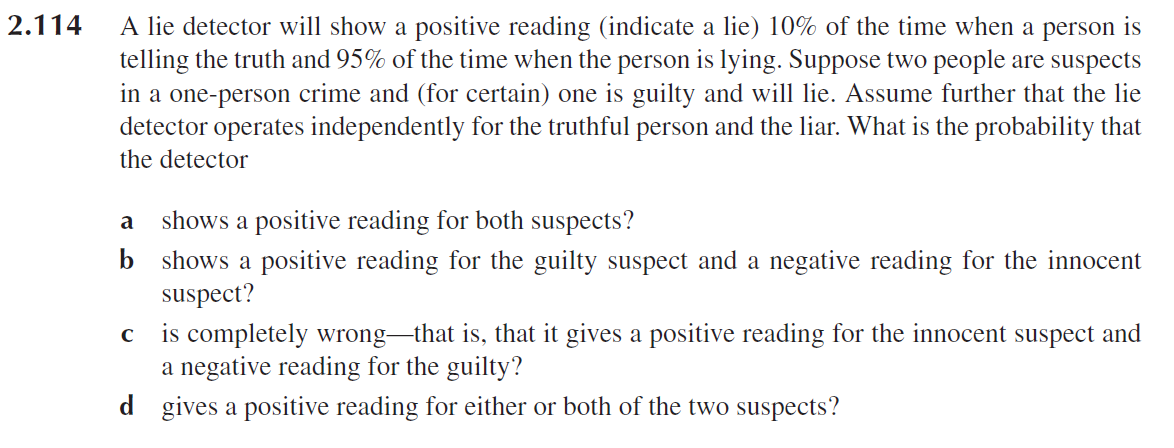 2.114 A lie detector will show a positive reading (indicate a lie) 10% of the time when a person is
telling the truth and 95% of the time when the person is lying. Suppose two people are suspects
in a one-person crime and (for certain) one is guilty and will lie. Assume further that the lie
detector operates independently for the truthful person and the liar. What is the probability that
the detector
a shows a positive reading for both suspects?
b shows a positive reading for the guilty suspect and a negative reading for the innocent
suspect?
c is completely wrong—that is, that it gives a positive reading for the innocent suspect and
a negative reading for the guilty?
d gives a positive reading for either or both of the two suspects?